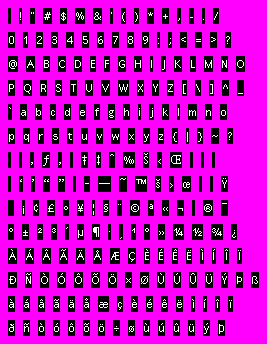 ! " # $ % & ' ( ) * + , - . /
0 1 2 3 4 5 6 7 8 9 : ; < = > ?
@ A B C D E F G H I J K L M N O
P Q R S T U V W X Y Z [ \ ] ^ _
` a b c d e f g h i j k l m n o
p q r s t u v w x y z { | } ~ ?
| | , ƒ „ | † ‡ ˆ ‰ Š ‹ Œ | | |
| ‘ ’ “ ” | - — ˜ ™ š › œ | | Ÿ
¡ ¢ £ ¤ ¥ ¦ § ¨ © ª « ¬ | ® ¯
° ± ² ³ ´ µ ¶ · ¸ ¹ º » ¼ ½ ¾ ¿
À Á Â Ã Ä Å Æ Ç È É Ê Ë Ì Í Î Ï
Ð Ñ Ò Ó Ô Õ Ö × Ø Ù Ú Û Ü Ý Þ ß
à á â ã ä å æ ç è é ê ë ì í î ï
ð ñ ò ó ô õ ö ÷ ø ù ú û ü ý þ